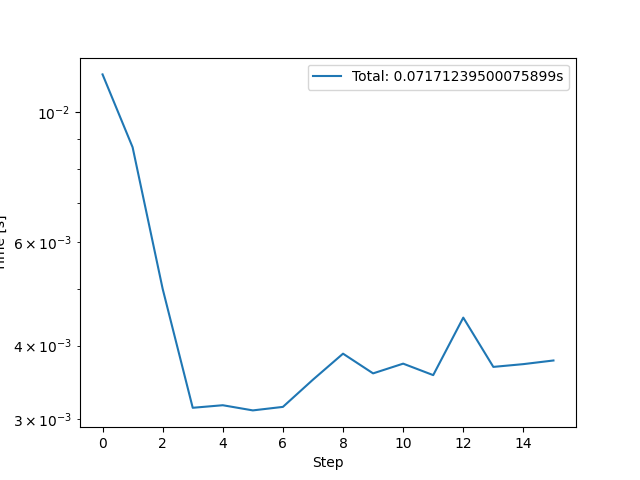 Total: 0.07171239500075899s
10⁻²
6 × 10⁻³
4 × 10⁻³
3 × 10⁻³
Time [s]
0 2 4 6 8 10 12 14
Step